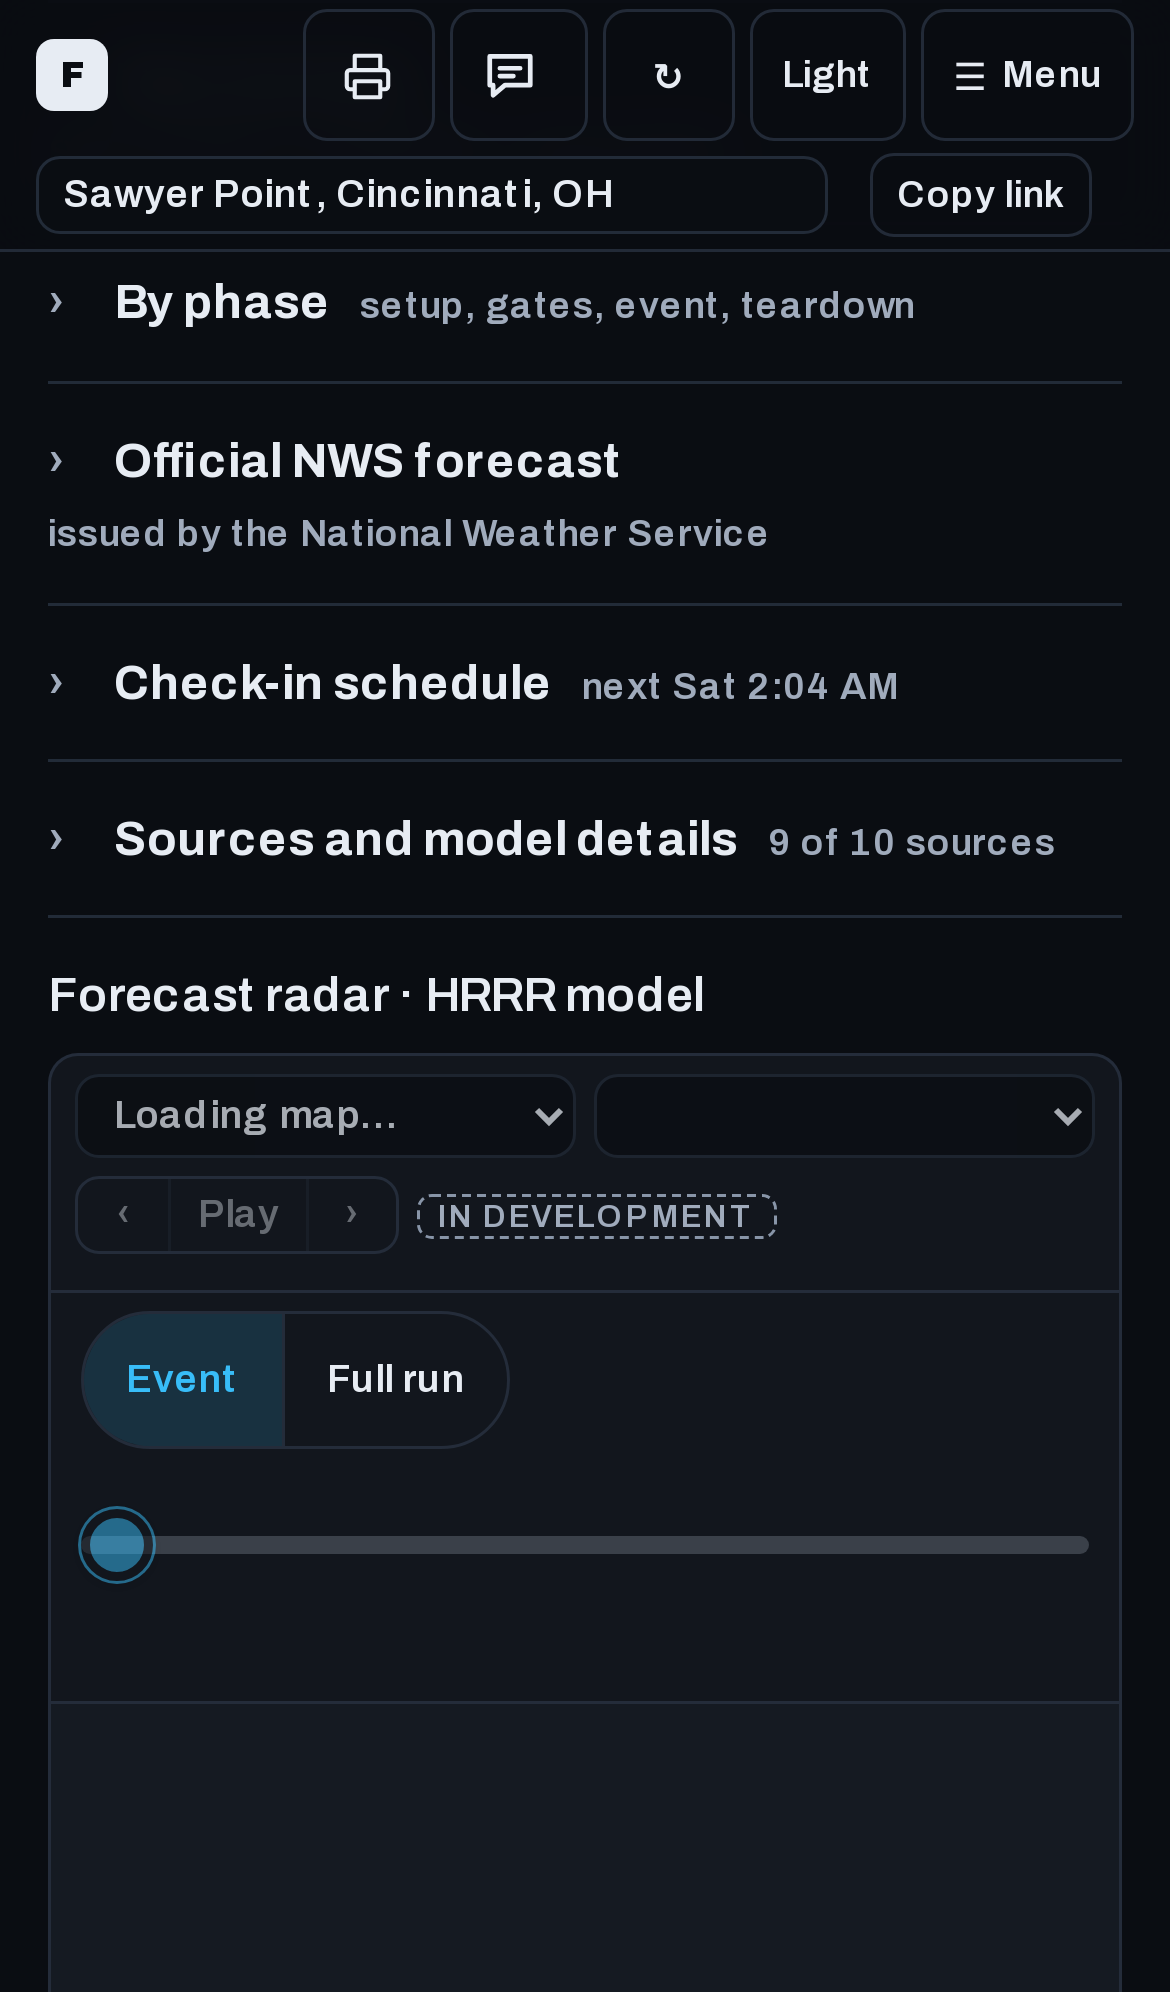 F
Light
☰ Menu
Sawyer Point, Cincinnati, OH
Copy link
› By phase setup, gates, event, teardown
› Official NWS forecast
issued by the National Weather Service
› Check-in schedule next Sat 2:04 AM
› Sources and model details 9 of 10 sources
Forecast radar · HRRR model
Loading map...
‹ Play › IN DEVELOPMENT
Event Full run